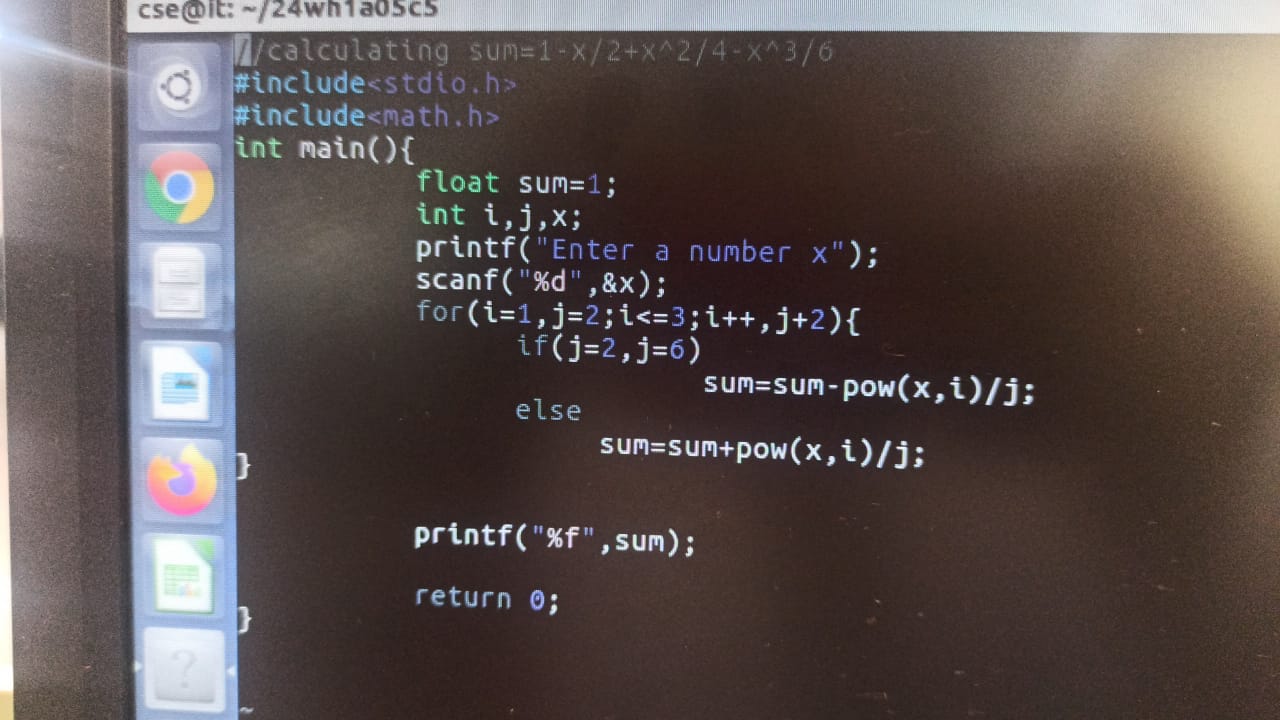 cse@it: ~/24wh1a05c5
//calculating sum=1-x/2+x^2/4-x^3/6
#include<stdio.h>
#include<math.h>
int main(){
float sum=1;
int i,j,x;
printf("Enter a number x");
scanf("%d",&x);
for(i=1,j=2;i<=3;i++,j+2){
if(j=2,j=6)
sum=sum-pow(x,i)/j;
else
sum=sum+pow(x,i)/j;
}
printf("%f",sum);
return 0;
}
~
?